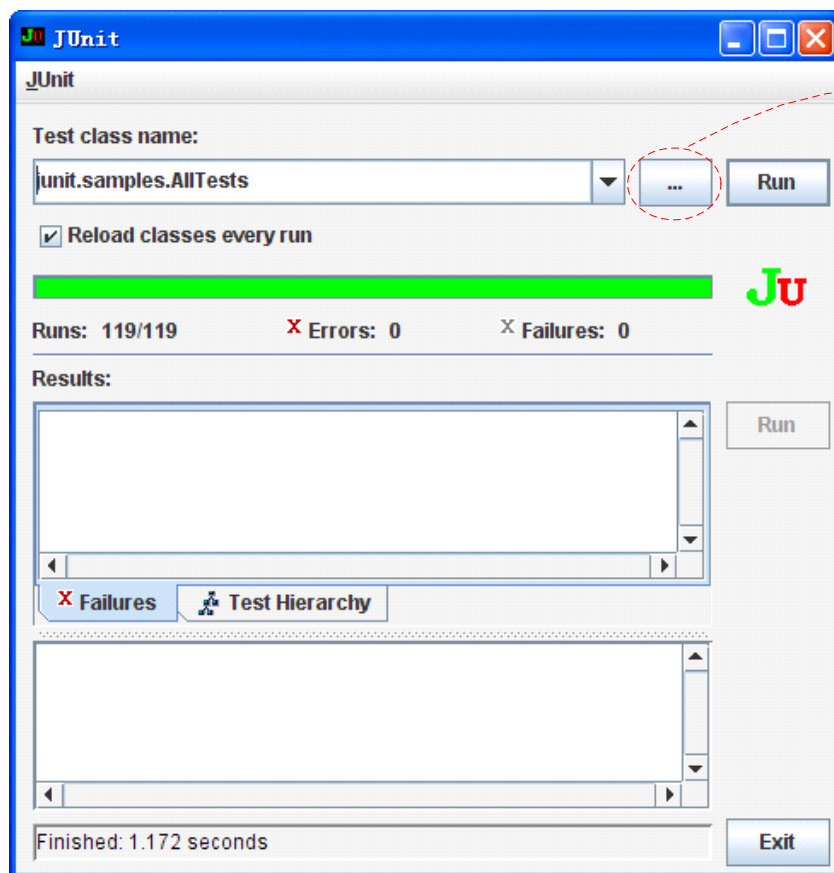 JU JUnit
JUnit
Test class name:
junit.samples.AllTests ... Run
Reload classes every run
JU
Runs: 119/119 X Errors: 0 X Failures: 0
Results:
Run
X Failures Test Hierarchy
Finished: 1.172 seconds Exit